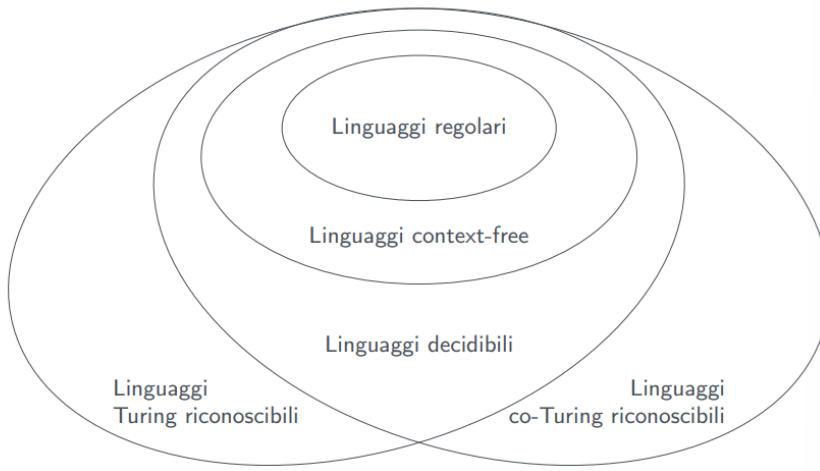 Linguaggi regolari
Linguaggi context-free
Linguaggi decidibili
Linguaggi
Turing riconoscibili
Linguaggi
co-Turing riconoscibili